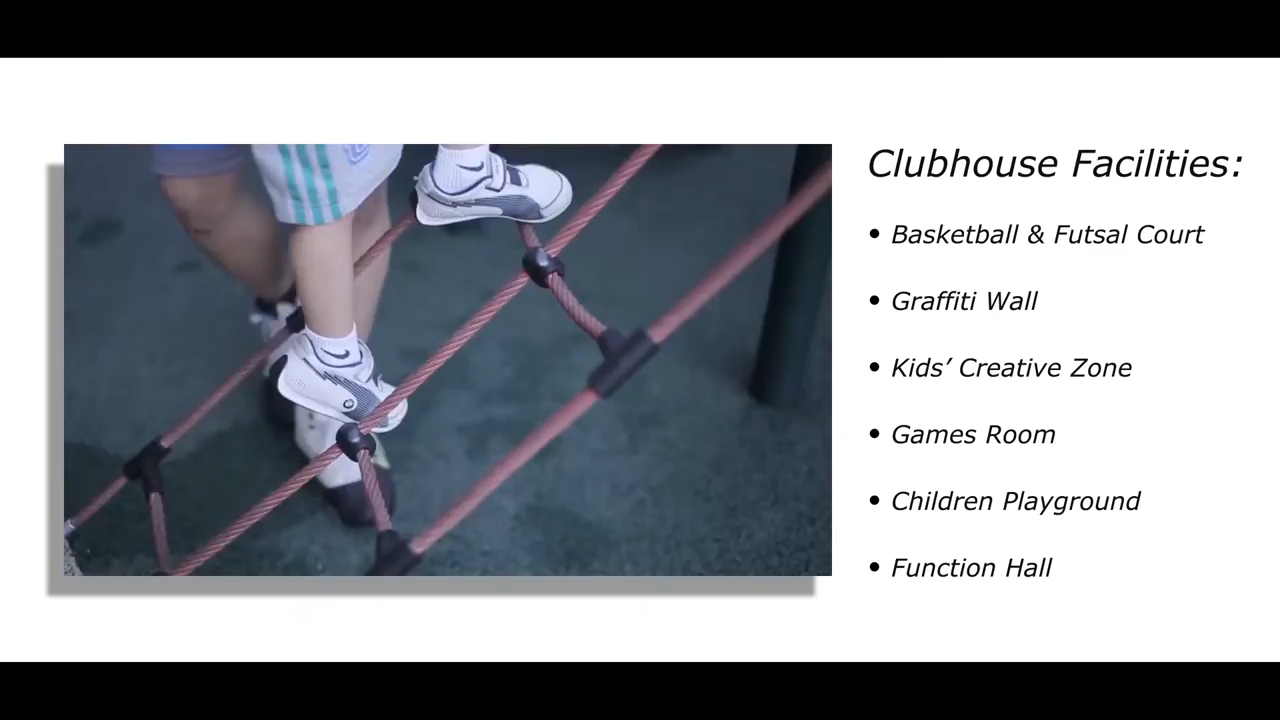 Clubhouse Facilities:
• Basketball & Futsal Court
• Graffiti Wall
• Kids’ Creative Zone
• Games Room
• Children Playground
• Function Hall